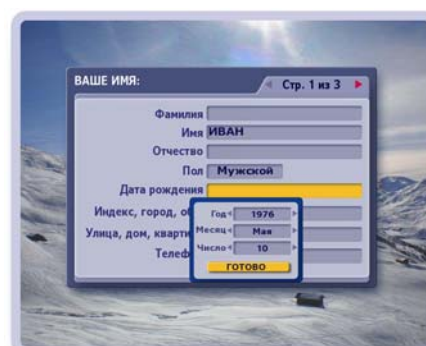 ВАШЕ ИМЯ:
Стр. 1 из 3
Фамилия
Имя ИВАН
Отчество
Пол Мужской
Дата рождения
Индекс, город, о
Год 1976
Улица, дом, кварти
Месяц Мая
Число 10
Телеф
ГОТОВО